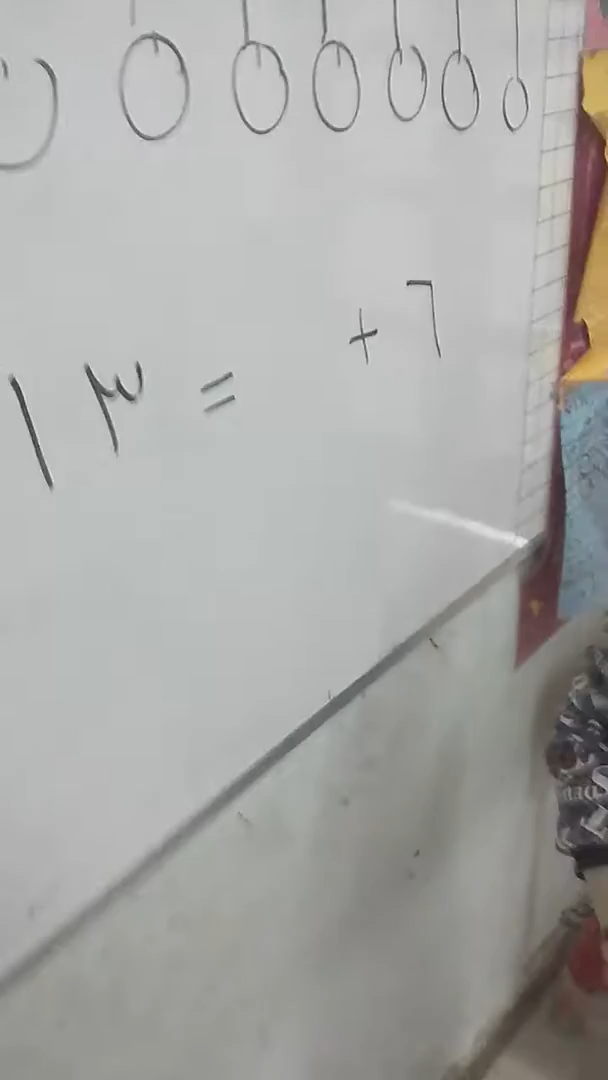 ١٣ = + ٦